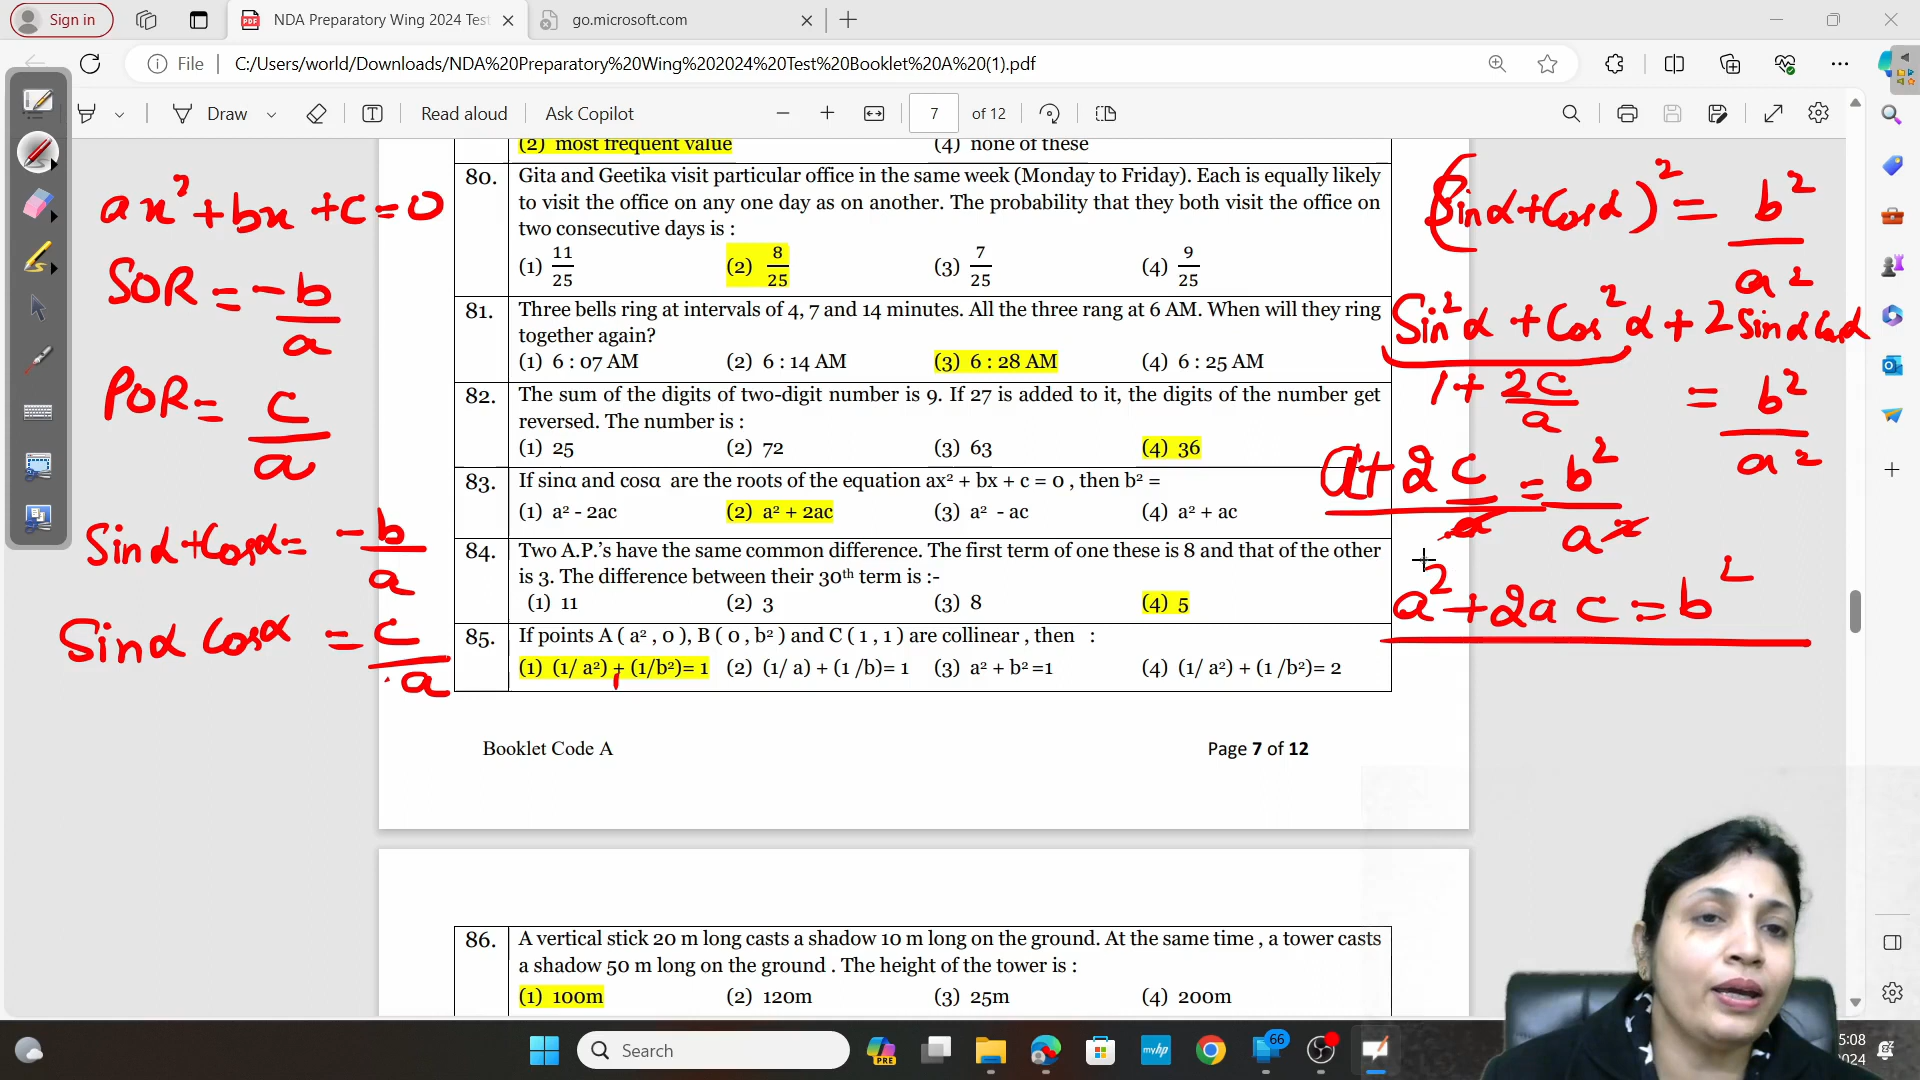 Sign in
NDA Preparatory Wing 2024 Test
go.microsoft.com
File
C:/Users/world/Downloads/NDA%20Preparatory%20Wing%202024%20Test%20Booklet%20A%20(1).pdf
Draw
Read aloud
Ask Copilot
7 of 12
(2) most frequent value (4) none of these
80. Gita and Geetika visit particular office in the same week (Monday to Friday). Each is equally likely
to visit the office on any one day as on another. The probability that they both visit the office on
two consecutive days is :
(1) 11/25 (2) 8/25 (3) 7/25 (4) 9/25
81. Three bells ring at intervals of 4, 7 and 14 minutes. All the three rang at 6 AM. When will they ring
together again?
(1) 6 : 07 AM (2) 6 : 14 AM (3) 6 : 28 AM (4) 6 : 25 AM
82. The sum of the digits of two-digit number is 9. If 27 is added to it, the digits of the number get
reversed. The number is :
(1) 25 (2) 72 (3) 63 (4) 36
83. If sinα and cosα are the roots of the equation ax² + bx + c = 0 , then b² =
(1) a² - 2ac (2) a² + 2ac (3) a² - ac (4) a² + ac
84. Two A.P.'s have the same common difference. The first term of one these is 8 and that of the other
is 3. The difference between their 30th term is :-
(1) 11 (2) 3 (3) 8 (4) 5
85. If points A ( a² , 0 ), B ( 0 , b² ) and C ( 1 , 1 ) are collinear , then :
(1) (1/ a²) + (1/b²)= 1 (2) (1/ a) + (1 /b)= 1 (3) a² + b² =1 (4) (1/ a²) + (1 /b²)= 2
Booklet Code A
Page 7 of 12
86. A vertical stick 20 m long casts a shadow 10 m long on the ground. At the same time , a tower casts
a shadow 50 m long on the ground . The height of the tower is :
(1) 100m (2) 120m (3) 25m (4) 200m
ax²+bx+c=0
SOR = -b/a
POR = c/a
Sinα+Cosα= -b/a
Sinα Cosα = c/a
(Sinα+Cosα)² = b²/a²
Sin²α + Cos²α + 2Sinα Cosα
1+ 2c/a = b²/a²
a+2c/a = b²/a²
a²+2ac=b²
Search
PRE
myhp
66
5:08
024